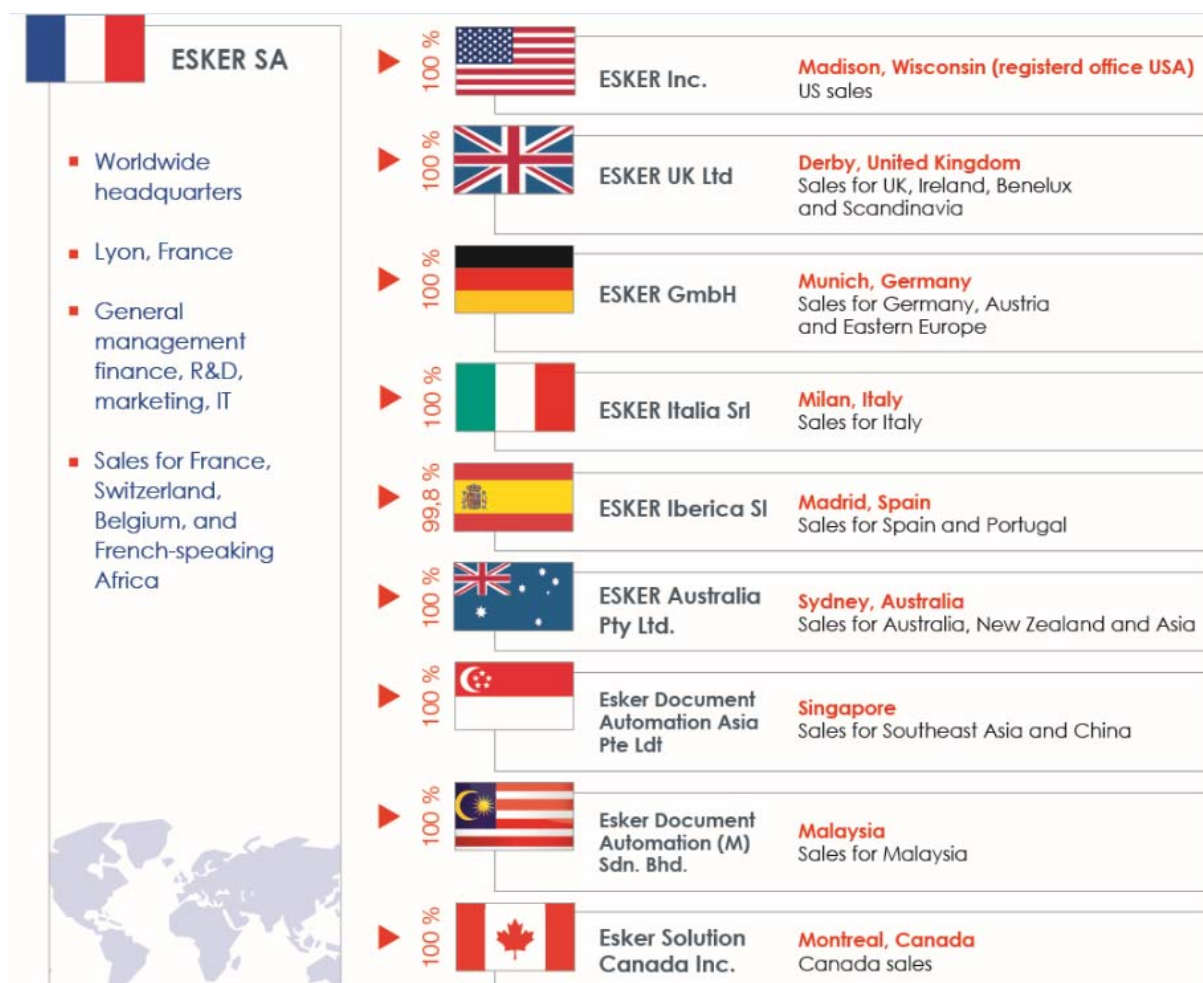 ESKER SA
Worldwide
headquarters
Lyon, France
General
management
finance, R&D,
marketing, IT
Sales for France,
Switzerland,
Belgium, and
French-speaking
Africa
100 %
ESKER Inc.
Madison, Wisconsin (registerd office USA)
US sales
100 %
ESKER UK Ltd
Derby, United Kingdom
Sales for UK, Ireland, Benelux
and Scandinavia
100 %
ESKER GmbH
Munich, Germany
Sales for Germany, Austria
and Eastern Europe
100 %
ESKER Italia Srl
Milan, Italy
Sales for Italy
99,8 %
ESKER Iberica Sl
Madrid, Spain
Sales for Spain and Portugal
100 %
ESKER Australia
Pty Ltd.
Sydney, Australia
Sales for Australia, New Zealand and Asia
100 %
Esker Document
Automation Asia
Pte Ldt
Singapore
Sales for Southeast Asia and China
100 %
Esker Document
Automation (M)
Sdn. Bhd.
Malaysia
Sales for Malaysia
100 %
Esker Solution
Canada Inc.
Montreal, Canada
Canada sales